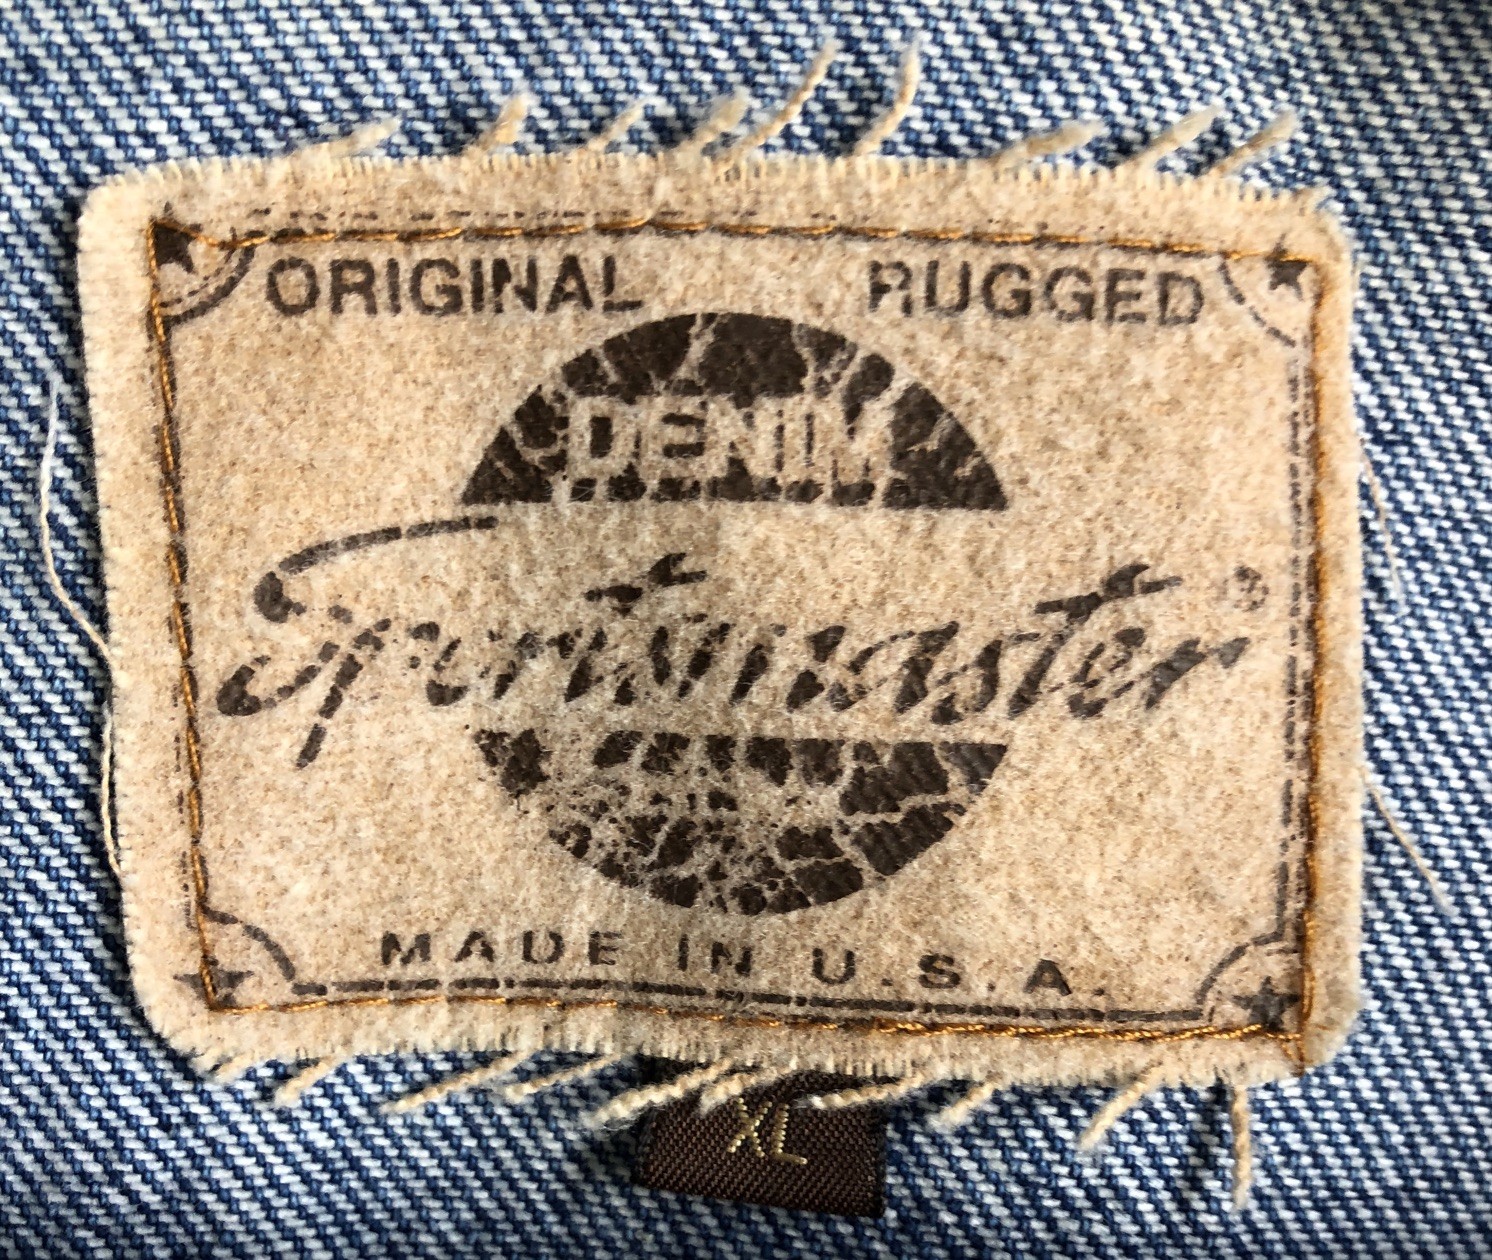 ORIGINAL RUGGED
DENIM
Sportsmaster®
MADE IN U.S.A.
XL